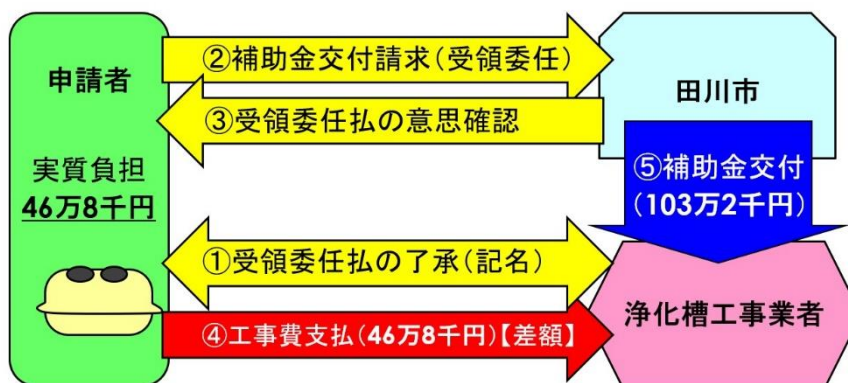 ②補助金交付請求(受領委任)
申請者
田川市
③受領委任払の意思確認
実質負担
46万8千円
⑤補助金交付
(103万2千円)
①受領委任払の了承(記名)
浄化槽工事業者
④工事費支払(46万8千円)【差額】